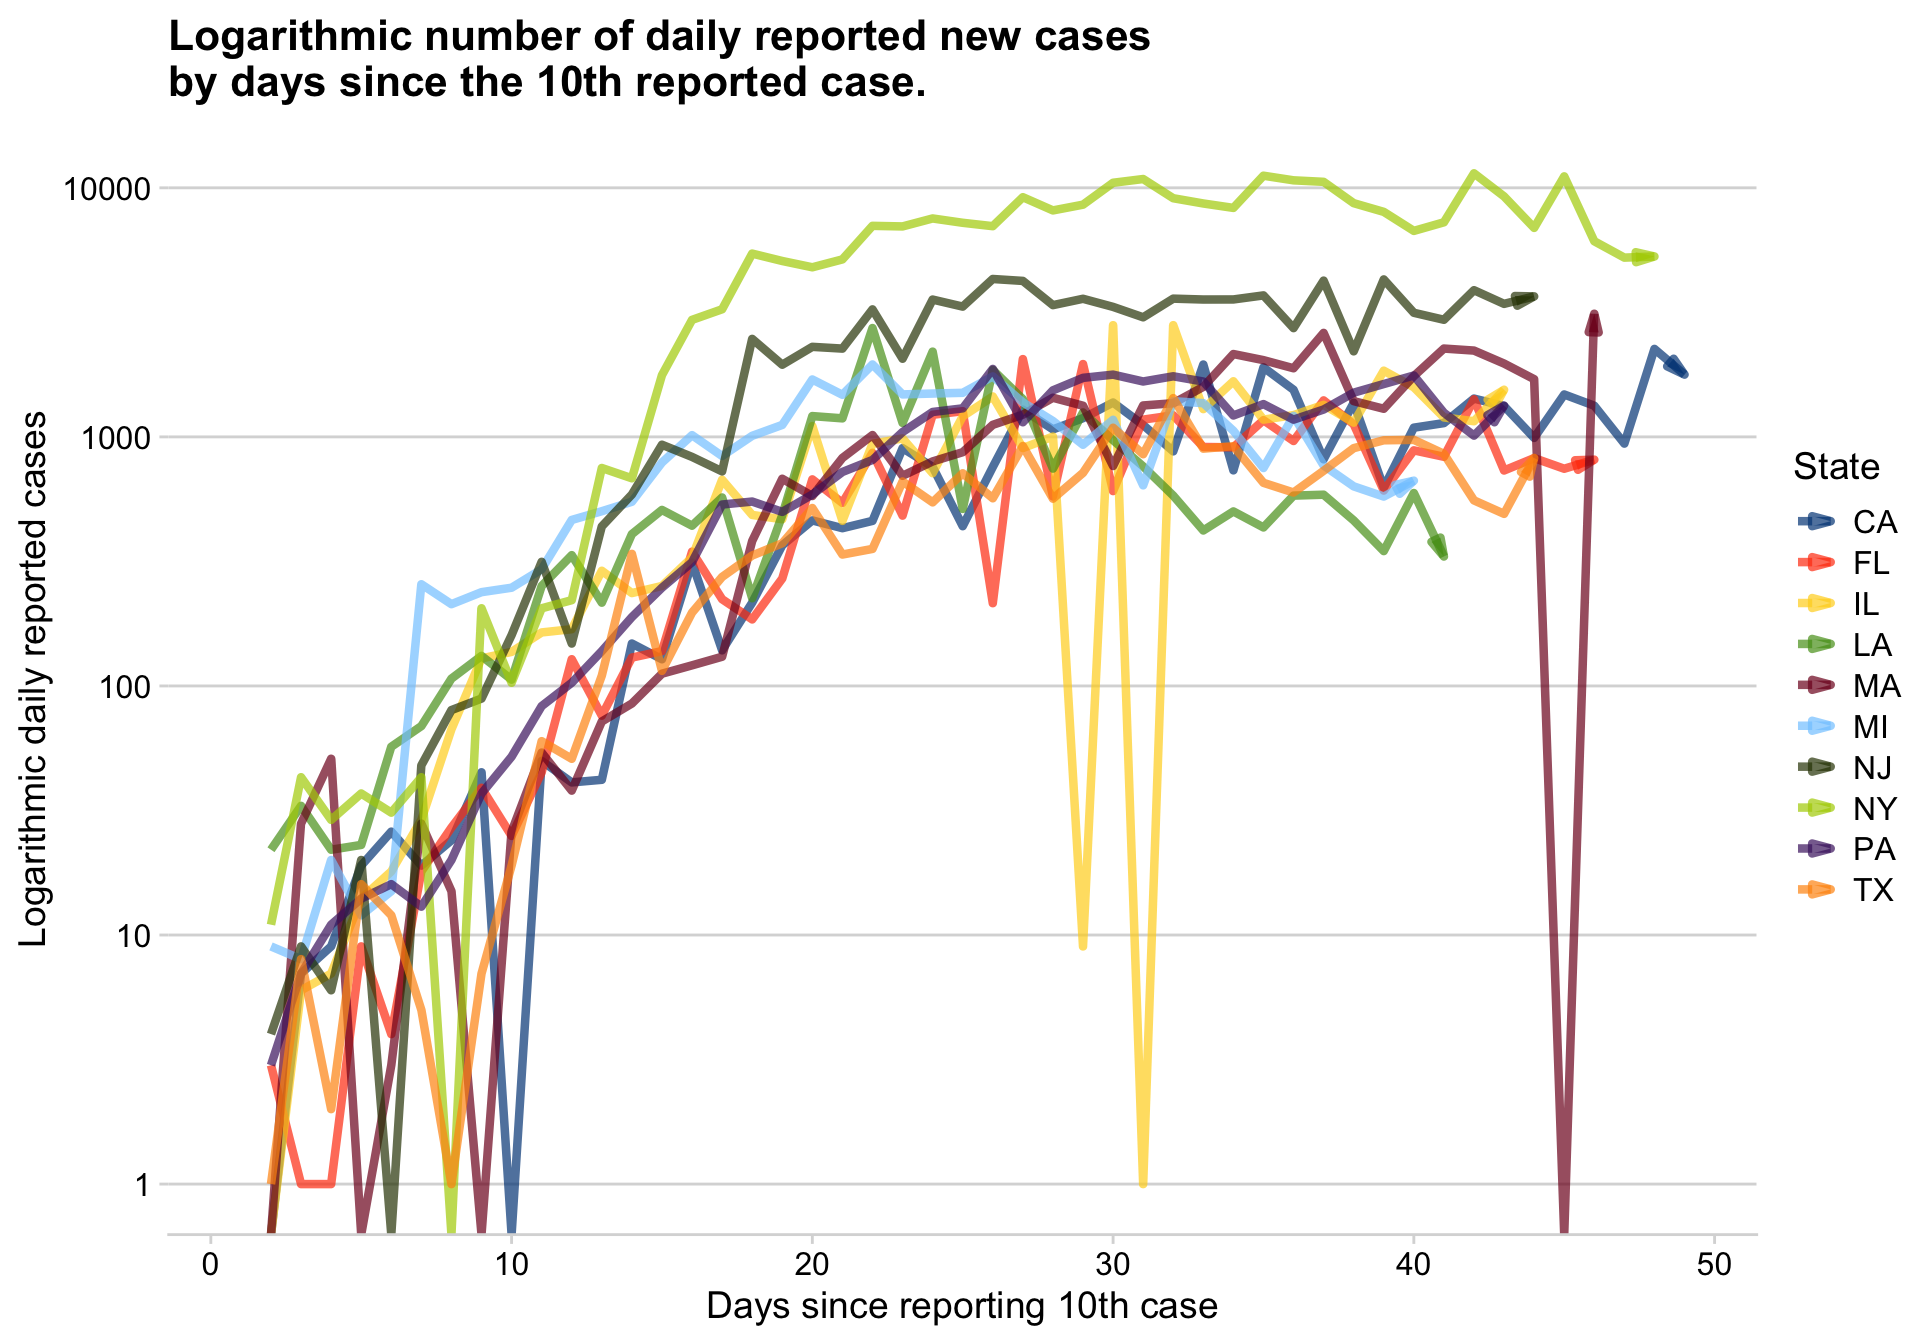 Logarithmic number of daily reported new cases
by days since the 10th reported case.
Logarithmic daily reported cases
10000
1000
100
10
1
0
10
20
30
40
50
Days since reporting 10th case
State
CA
FL
IL
LA
MA
MI
NJ
NY
PA
TX